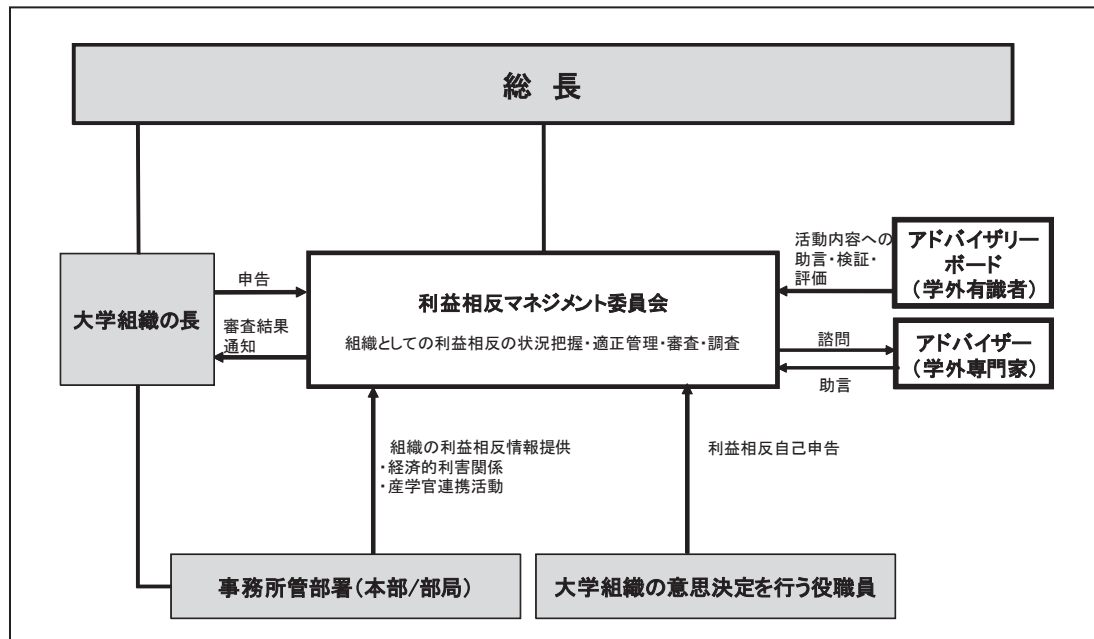 総 長
活動内容への
助言・検証・
評価
アドバイザリー
ボード
（学外有識者）
大学組織の長
申告
審査結果
通知
利益相反マネジメント委員会
組織としての利益相反の状況把握・適正管理・審査・調査
諮問
助言
アドバイザー
（学外専門家）
組織の利益相反情報提供
・経済的利害関係
・産学官連携活動
利益相反自己申告
事務所管部署（本部/部局）
大学組織の意思決定を行う役職員